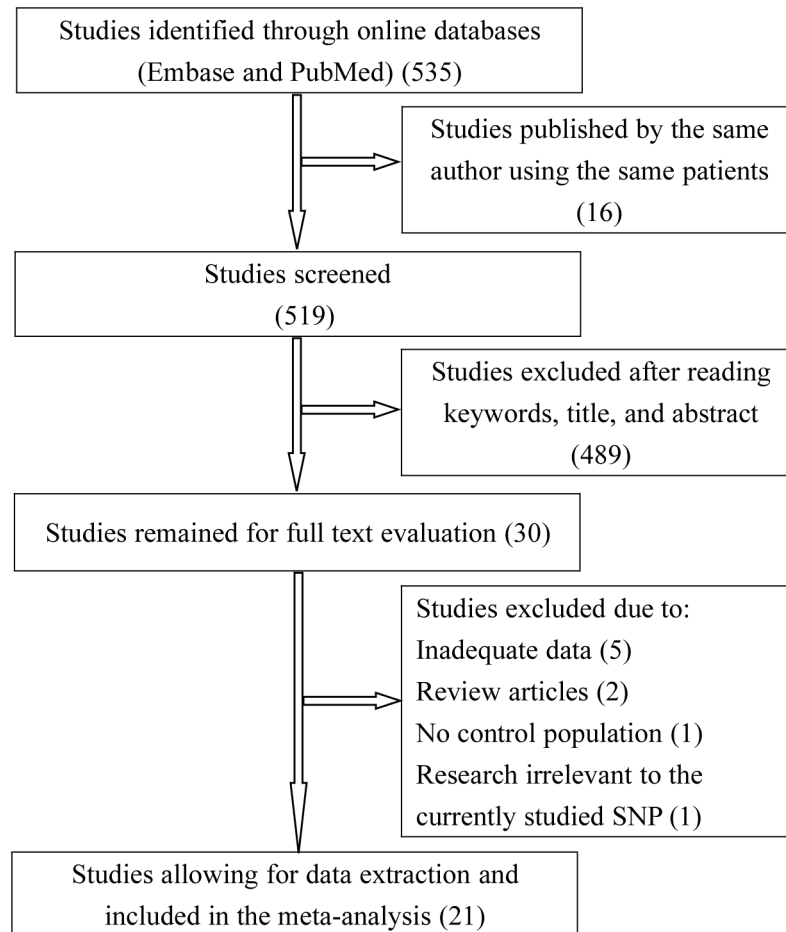 Studies identified through online databases
(Embase and PubMed) (535)
Studies published by the same
author using the same patients
(16)
Studies screened
(519)
Studies excluded after reading
keywords, title, and abstract
(489)
Studies remained for full text evaluation (30)
Studies excluded due to:
Inadequate data (5)
Review articles (2)
No control population (1)
Research irrelevant to the
currently studied SNP (1)
Studies allowing for data extraction and
included in the meta-analysis (21)